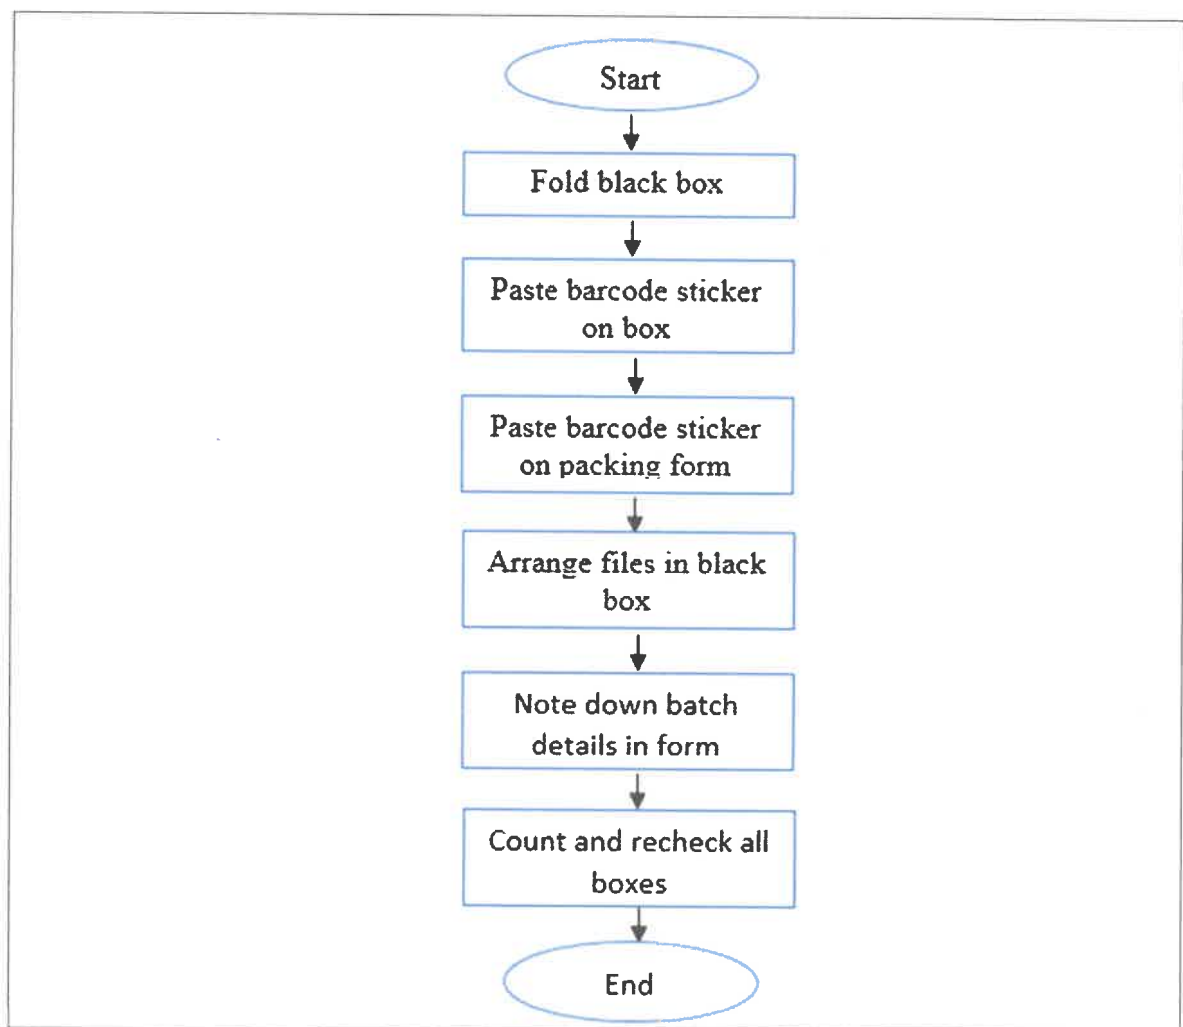 Start
Fold black box
Paste barcode sticker
on box
Paste barcode sticker
on packing form
Arrange files in black
box
Note down batch
details in form
Count and recheck all
boxes
End